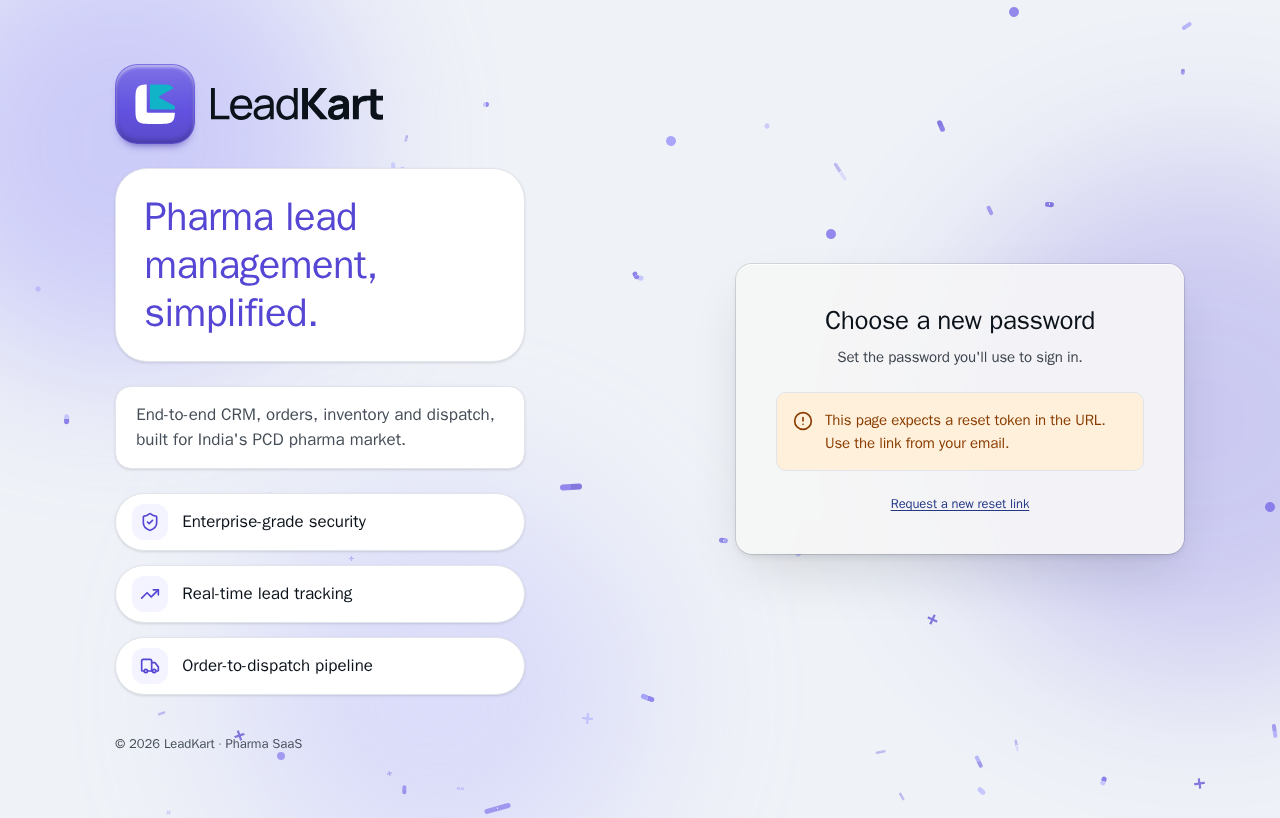 LeadKart
Pharma lead
management,
simplified.
End-to-end CRM, orders, inventory and dispatch,
built for India's PCD pharma market.
Enterprise-grade security
Real-time lead tracking
Order-to-dispatch pipeline
© 2026 LeadKart · Pharma SaaS
Choose a new password
Set the password you'll use to sign in.
This page expects a reset token in the URL.
Use the link from your email.
Request a new reset link